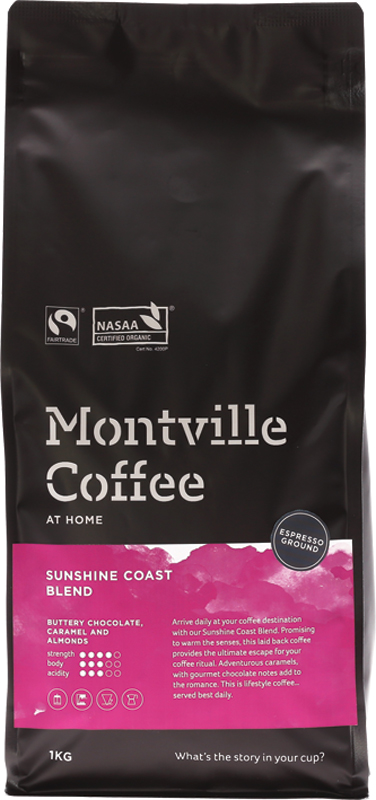 FAIRTRADE
®
NASAA
®
CERTIFIED ORGANIC
Cert No. 4200P
Montville
Coffee
AT HOME
ESPRESSO
GROUND
SUNSHINE COAST
BLEND
BUTTERY CHOCOLATE,
CARAMEL AND
ALMONDS
strength
body
acidity
Arrive daily at your coffee destination
with our Sunshine Coast Blend. Promising
to warm the senses, this laid back coffee
provides the ultimate escape for your
coffee ritual. Adventurous caramels,
with gourmet chocolate notes add to
the romance. This is lifestyle coffee...
served best daily.
1KG
What's the story in your cup?